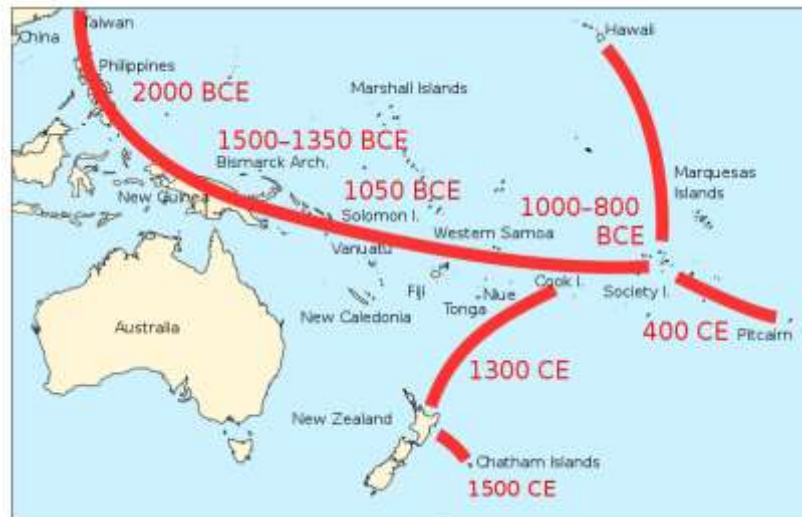 Taiwan
China
Hawaii
Philippines
2000 BCE
Marshall Islands
1500–1350 BCE
Bismarck Arch.
Marquesas
Islands
New Guinea
1050 BCE
Solomon I.
1000–800
BCE
Western Samoa
Vanuatu
Fiji
Niue
Cook I.
Society I.
Tonga
New Caledonia
Australia
400 CE
Pitcairn
1300 CE
New Zealand
Chatham Islands
1500 CE